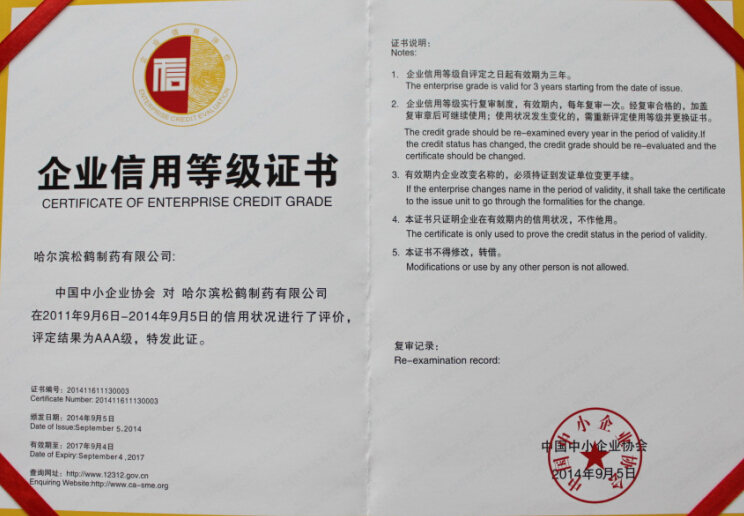 企业信用评价
信
ENTERPRISE CREDIT EVALUATION
企业信用等级证书
CERTIFICATE OF ENTERPRISE CREDIT GRADE
哈尔滨松鹤制药有限公司:
中国中小企业协会 对 哈尔滨松鹤制药有限公司
在2011年9月6日-2014年9月5日的信用状况进行了评价,
评定结果为AAA级，特发此证。
证书编号: 201411611130003
Certificate Number: 201411611130003
颁发日期: 2014年9月5日
Date of Issue:September 5,2014
有效期至: 2017年9月4日
Date of Expiry:September 4 ,2017
查询网址: http://www.12312.gov.cn
Enquiring Website:http://www.ca-sme.org
证书说明:
Notes:
1. 企业信用等级自评定之日起有效期为三年。
The enterprise grade is valid for 3 years starting from the date of issue.
2. 企业信用等级实行复审制度，有效期内，每年复审一次。经复审合格的，加盖
复审章后可继续使用；使用状况发生变化的，需重新评定使用等级并更换证书。
The credit grade should be re-examined every year in the period of validity.If
the credit status has changed, the credit grade should be re-evaluated and the
certificate should be changed.
3. 有效期内企业改变名称的，必须持证到发证单位变更手续。
If the enterprise changes name in the period of validity, it shall take the certificate
to the issue unit to go through the formalities for the change.
4. 本证书只证明企业在有效期内的信用状况，不作他用。
The certificate is only used to prove the credit status in the period of validity.
5. 本证书不得修改，转借。
Modifications or use by any other person is not allowed.
复审记录:
Re-examination record:
中国中小企业协会
中国中小企业协会
2014年9月5日